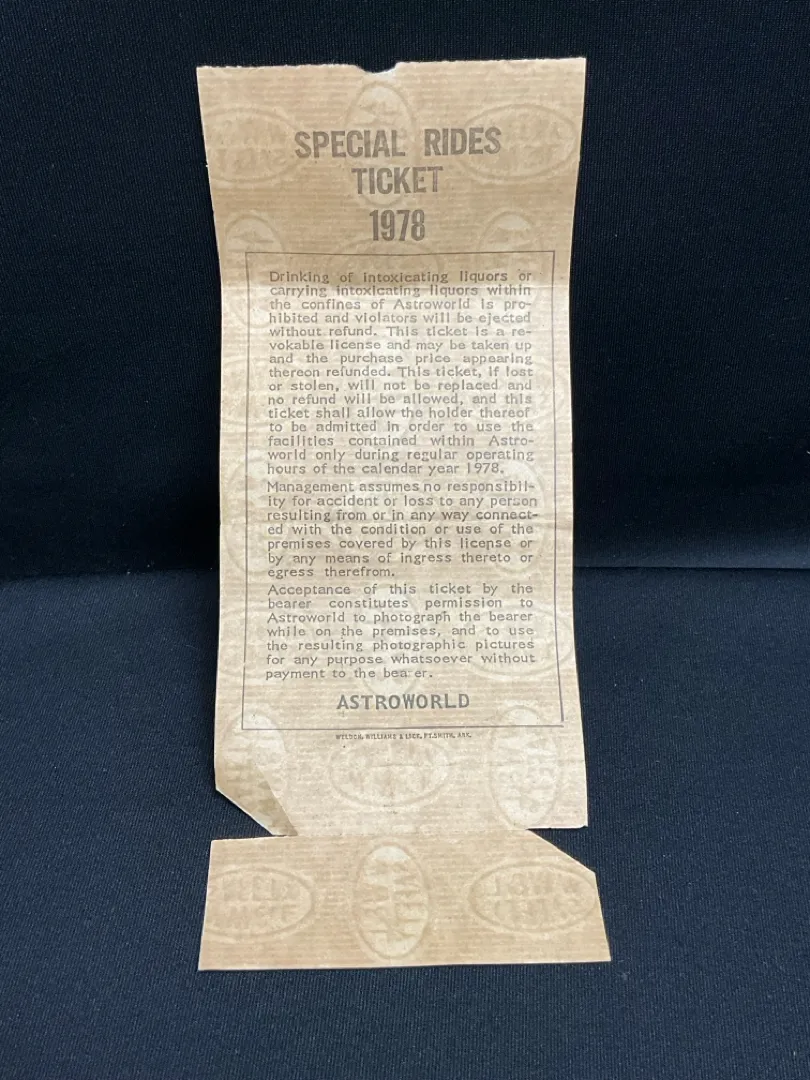 SPECIAL RIDES
TICKET
1978
Drinking of intoxicating liquors or
carrying intoxicating liquors within
the confines of Astroworld is pro-
hibited and violators will be ejected
without refund. This ticket is a re-
vokable license and may be taken up
and the purchase price appearing
thereon refunded. This ticket, if lost
or stolen, will not be replaced and
no refund will be allowed, and this
ticket shall allow the holder thereof
to be admitted in order to use the
facilities contained within Astro-
world only during regular operating
hours of the calendar year 1978.
Management assumes no responsibil-
ity for accident or loss to any person
resulting from or in any way connect-
ed with the condition or use of the
premises covered by this license or
by any means of ingress thereto or
egress therefrom.
Acceptance of this ticket by the
bearer constitutes permission to
Astroworld to photograph the bearer
while on the premises, and to use
the resulting photographic pictures
for any purpose whatsoever without
payment to the bearer.
ASTROWORLD
WELDON, WILLIAMS & LICK, FT. SMITH, ARK.